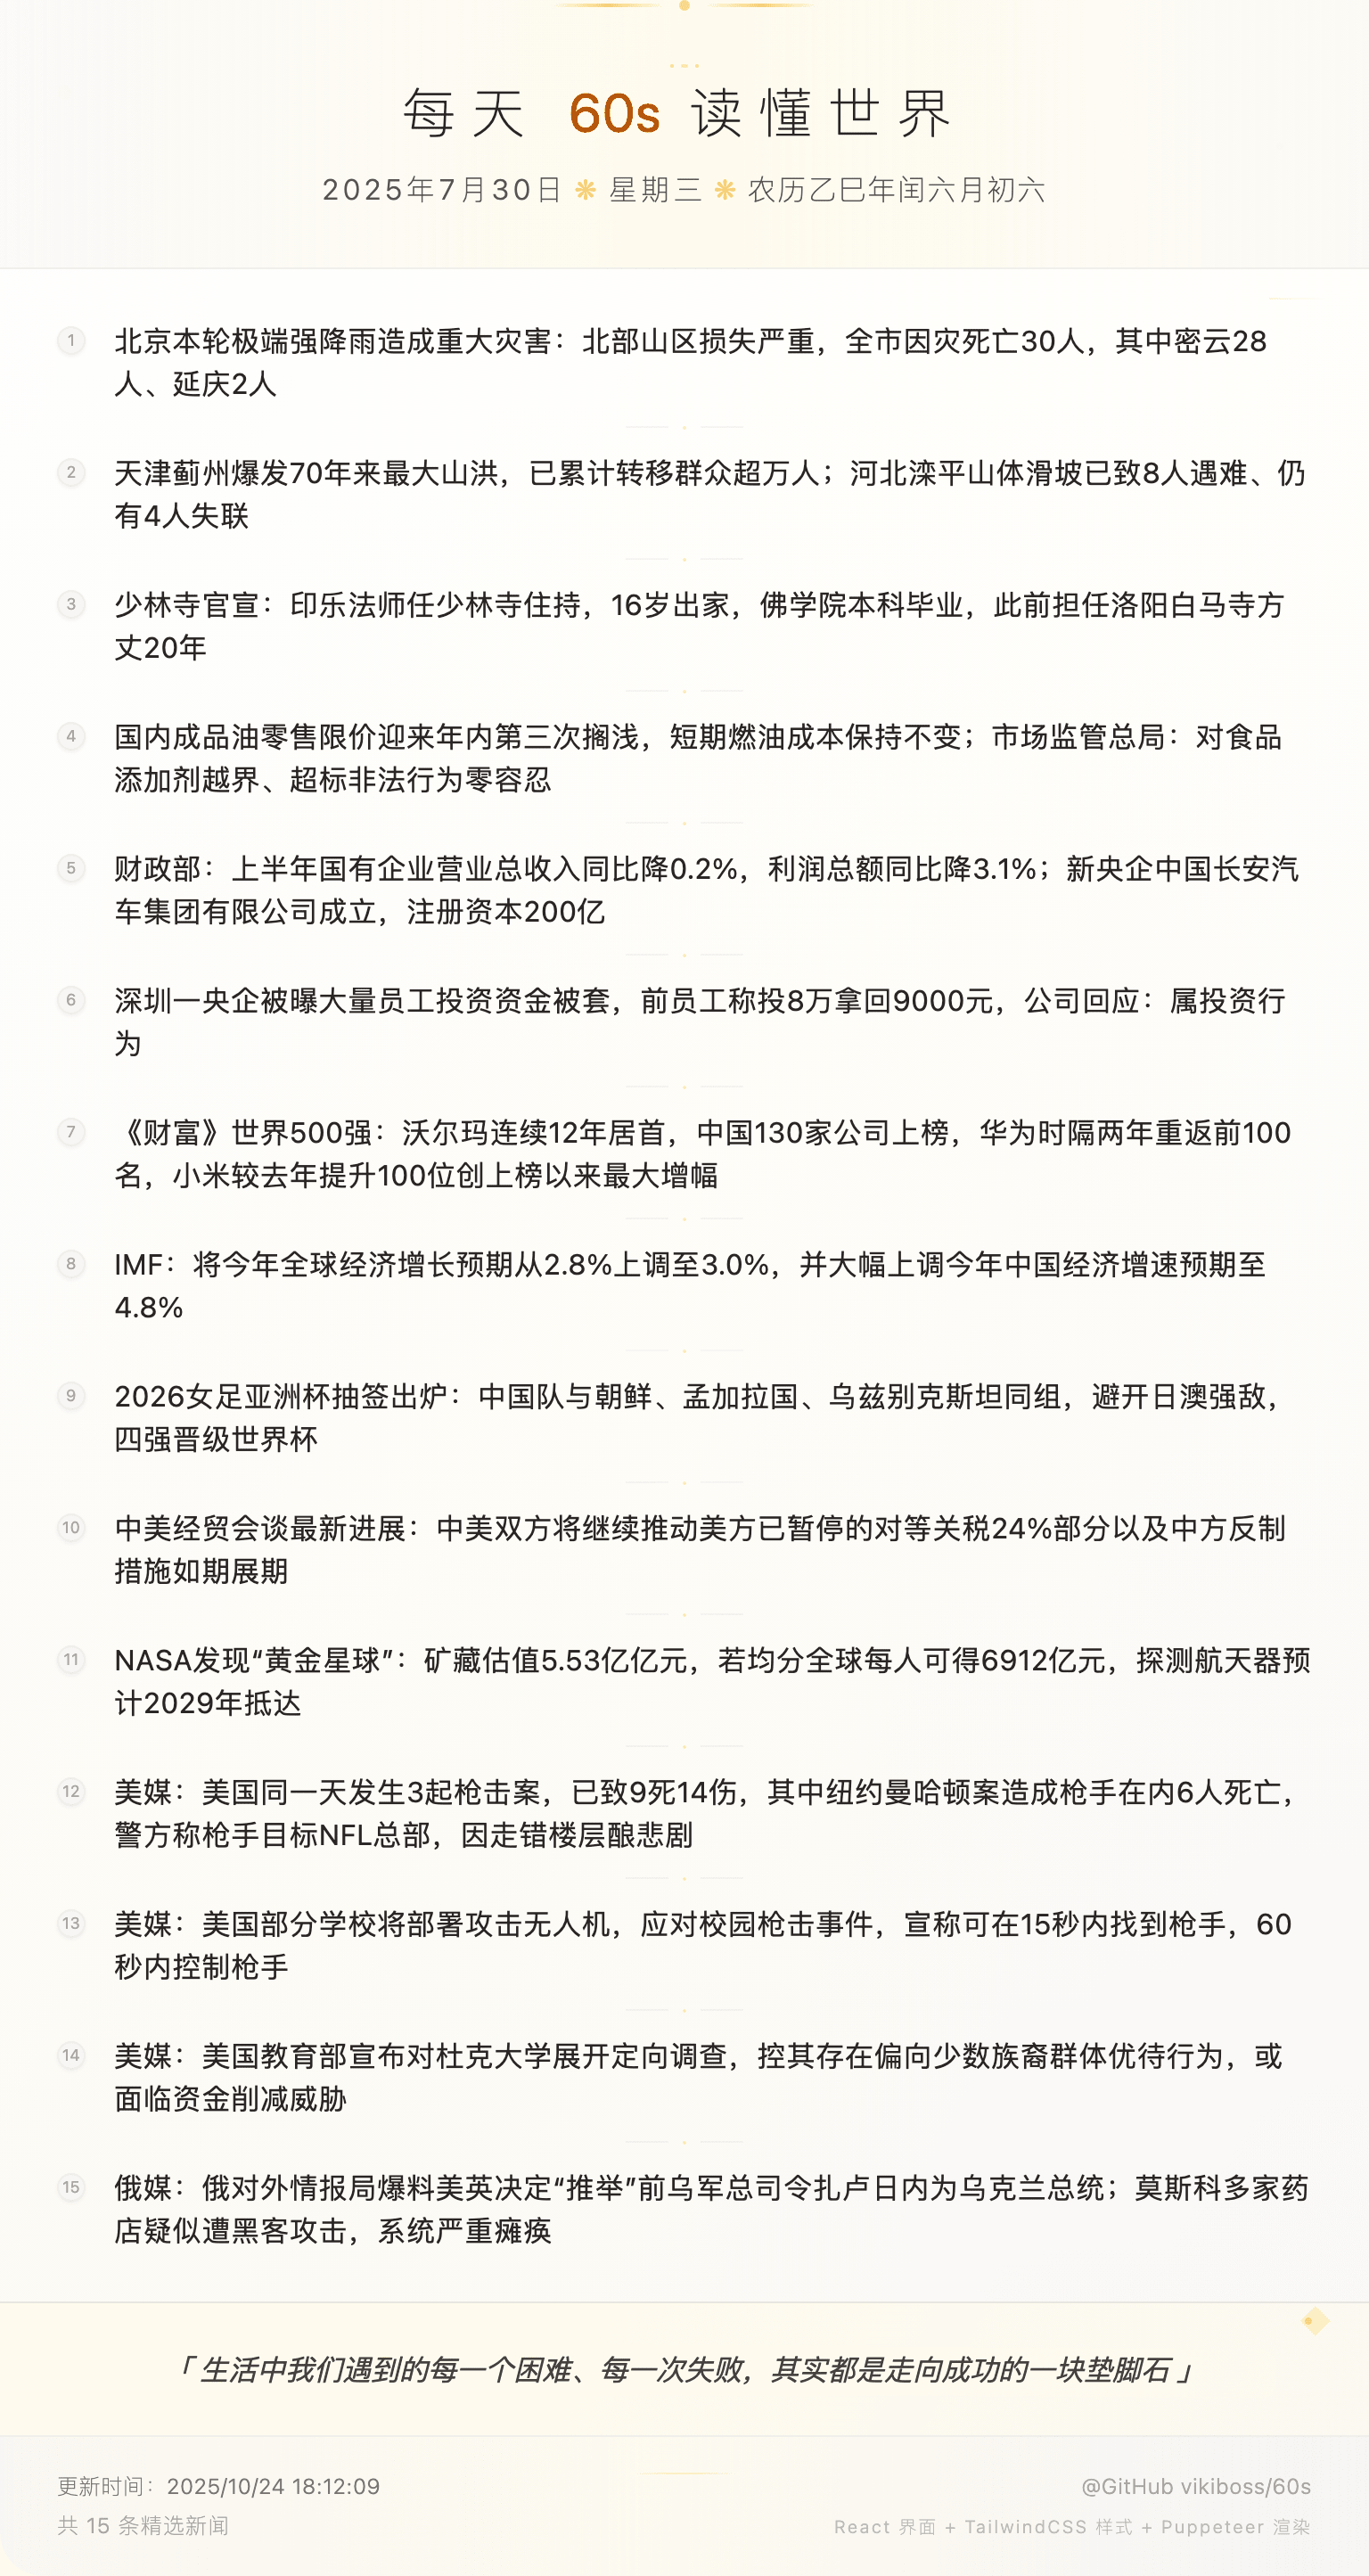 每天 60s 读懂世界
2025年7月30日 ❋ 星期三 ❋ 农历乙巳年闰六月初六
1 北京本轮极端强降雨造成重大灾害：北部山区损失严重，全市因灾死亡30人，其中密云28
人、延庆2人
2 天津蓟州爆发70年来最大山洪，已累计转移群众超万人；河北滦平山体滑坡已致8人遇难、仍
有4人失联
3 少林寺官宣：印乐法师任少林寺住持，16岁出家，佛学院本科毕业，此前担任洛阳白马寺方
丈20年
4 国内成品油零售限价迎来年内第三次搁浅，短期燃油成本保持不变；市场监管总局：对食品
添加剂越界、超标非法行为零容忍
5 财政部：上半年国有企业营业总收入同比降0.2%，利润总额同比降3.1%；新央企中国长安汽
车集团有限公司成立，注册资本200亿
6 深圳一央企被曝大量员工投资资金被套，前员工称投8万拿回9000元，公司回应：属投资行
为
7 《财富》世界500强：沃尔玛连续12年居首，中国130家公司上榜，华为时隔两年重返前100
名，小米较去年提升100位创上榜以来最大增幅
8 IMF：将今年全球经济增长预期从2.8%上调至3.0%，并大幅上调今年中国经济增速预期至
4.8%
9 2026女足亚洲杯抽签出炉：中国队与朝鲜、孟加拉国、乌兹别克斯坦同组，避开日澳强敌，
四强晋级世界杯
10 中美经贸会谈最新进展：中美双方将继续推动美方已暂停的对等关税24%部分以及中方反制
措施如期展期
11 NASA发现“黄金星球”：矿藏估值5.53亿亿元，若均分全球每人可得6912亿元，探测航天器预
计2029年抵达
12 美媒：美国同一天发生3起枪击案，已致9死14伤，其中纽约曼哈顿案造成枪手在内6人死亡，
警方称枪手目标NFL总部，因走错楼层酿悲剧
13 美媒：美国部分学校将部署攻击无人机，应对校园枪击事件，宣称可在15秒内找到枪手，60
秒内控制枪手
14 美媒：美国教育部宣布对杜克大学展开定向调查，控其存在偏向少数族裔群体优待行为，或
面临资金削减威胁
15 俄媒：俄对外情报局爆料美英决定“推举”前乌军总司令扎卢日内为乌克兰总统；莫斯科多家药
店疑似遭黑客攻击，系统严重瘫痪
「 生活中我们遇到的每一个困难、每一次失败，其实都是走向成功的一块垫脚石 」
更新时间：2025/10/24 18:12:09
@GitHub vikiboss/60s
共 15 条精选新闻
React 界面 + TailwindCSS 样式 + Puppeteer 渲染